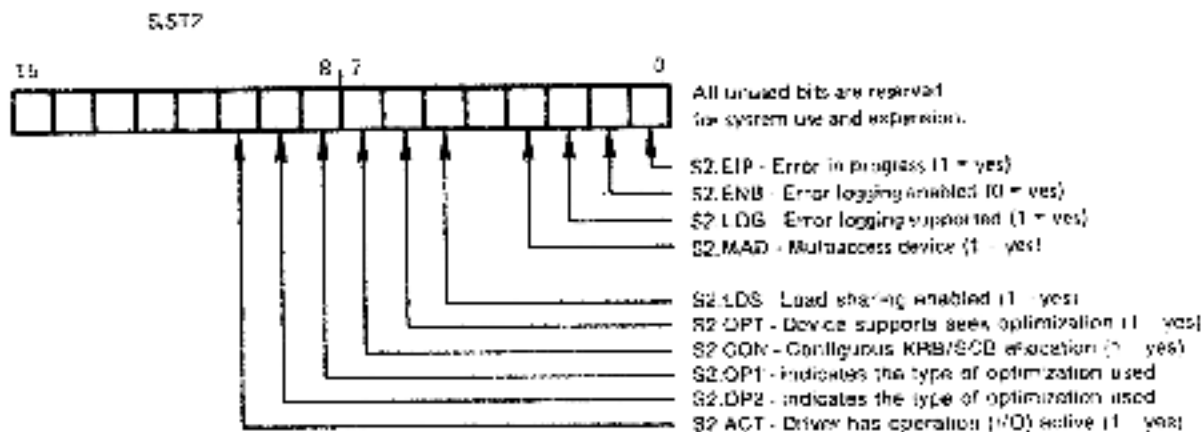 S.ST2
15 8 7 0
All unused bits are reserved
for system use and expansion.
S2.EIP - Error in progress (1 = yes)
S2.ENB - Error logging enabled (0 = yes)
S2.LOG - Error logging supported (1 = yes)
S2.MAD - Multiaccess device (1 = yes)
S2.LDS - Load sharing enabled (1 = yes)
S2.OPT - Device supports seek optimization (1 = yes)
S2.CON - Contiguous KRB/SCB allocation (1 = yes)
S2.OP1 - indicates the type of optimization used
S2.OP2 - indicates the type of optimization used
S2.ACT - Driver has operation (I/O) active (1 = yes)